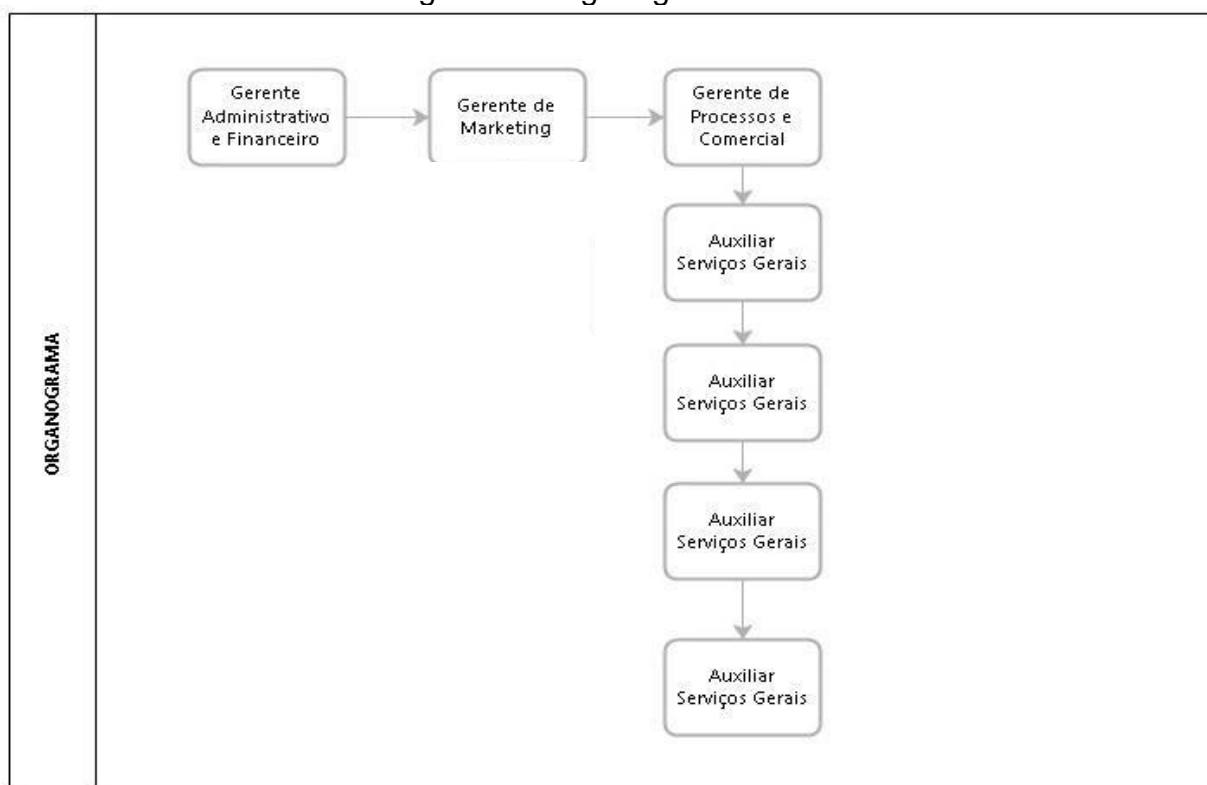 Gerente
Administrativo
e Financeiro
Gerente de
Marketing
Gerente de
Processos e
Comercial
Auxiliar
Serviços Gerais
Auxiliar
Serviços Gerais
Auxiliar
Serviços Gerais
Auxiliar
Serviços Gerais
ORGANOGRAMA